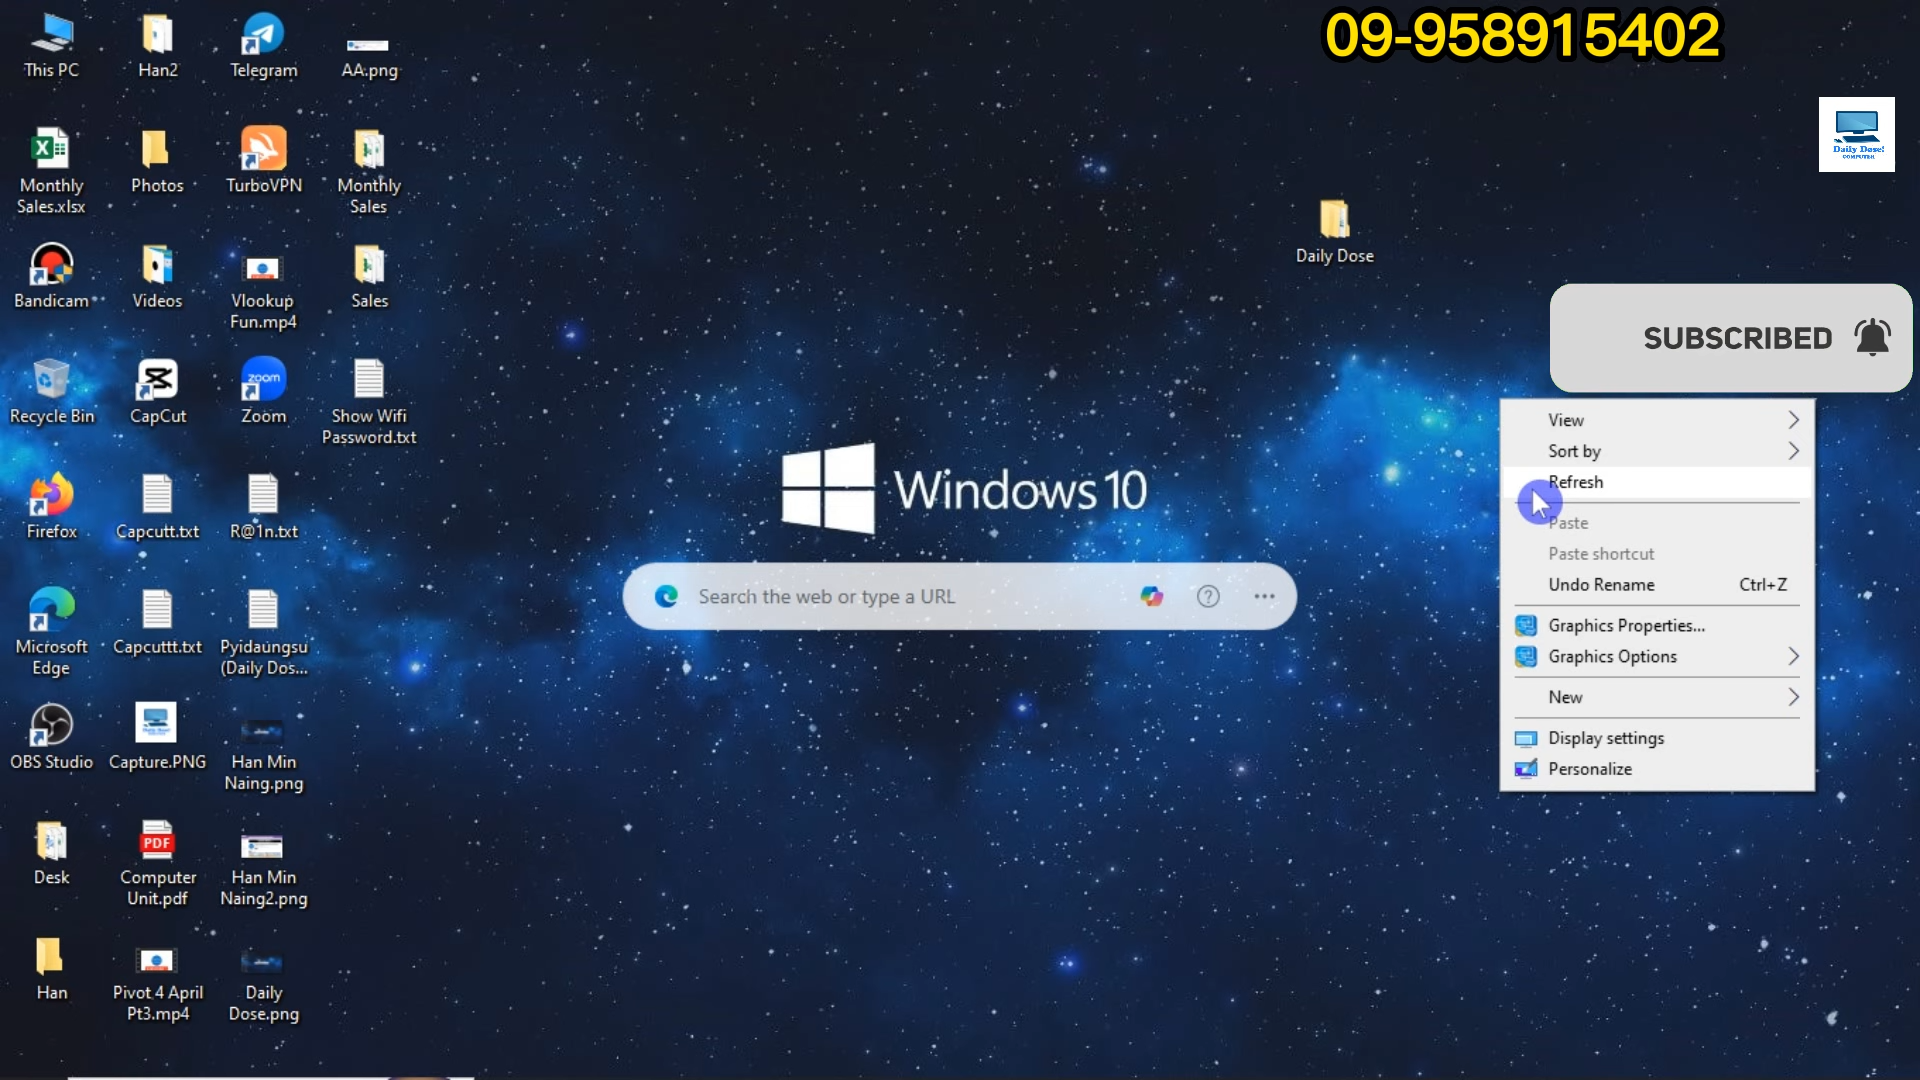 09-958915402
This PC
Han2
Telegram
AA.png
Daily Dose!
COMPUTER
Monthly
Sales.xlsx
Photos
TurboVPN
Monthly
Sales
Daily Dose
Bandicam
Videos
Vlookup
Fun.mp4
Sales
SUBSCRIBED
Recycle Bin
CapCut
zoom
Zoom
Show Wifi
Password.txt
View
Sort by
Refresh
Paste
Paste shortcut
Undo Rename Ctrl+Z
Graphics Properties...
Graphics Options
New
Display settings
Personalize
Windows 10
Search the web or type a URL
Firefox
Capcutt.txt
R@1n.txt
Microsoft
Edge
Capcuttt.txt
Pyidaungsu
(Daily Dos...
OBS Studio
Capture.PNG
Han Min
Naing.png
Desk
PDF
Computer
Unit.pdf
Han Min
Naing2.png
Han
Pivot 4 April
Pt3.mp4
Daily
Dose.png